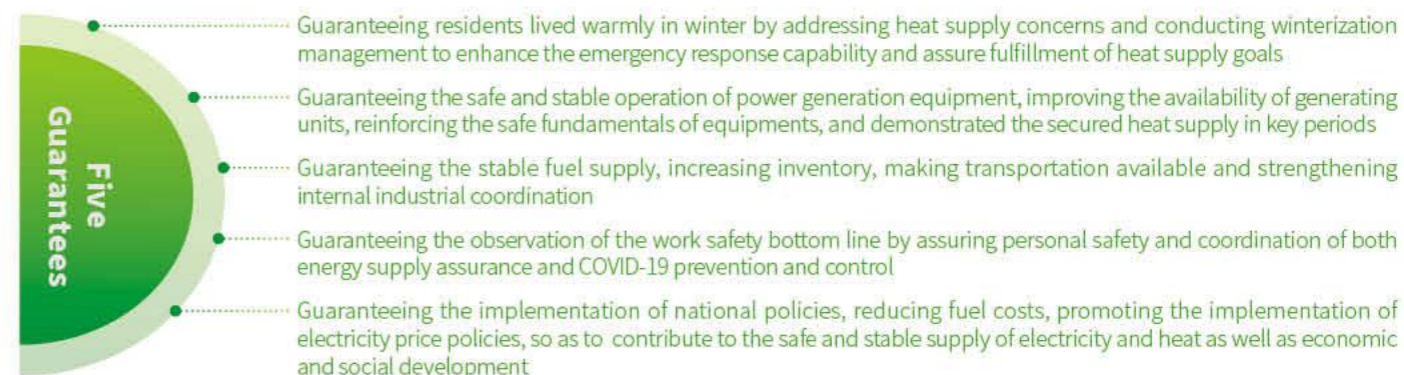 Five
Guarantees
Guaranteeing residents lived warmly in winter by addressing heat supply concerns and conducting winterization
management to enhance the emergency response capability and assure fulfillment of heat supply goals
Guaranteeing the safe and stable operation of power generation equipment, improving the availability of generating
units, reinforcing the safe fundamentals of equipments, and demonstrated the secured heat supply in key periods
Guaranteeing the stable fuel supply, increasing inventory, making transportation available and strengthening
internal industrial coordination
Guaranteeing the observation of the work safety bottom line by assuring personal safety and coordination of both
energy supply assurance and COVID-19 prevention and control
Guaranteeing the implementation of national policies, reducing fuel costs, promoting the implementation of
electricity price policies, so as to contribute to the safe and stable supply of electricity and heat as well as economic
and social development